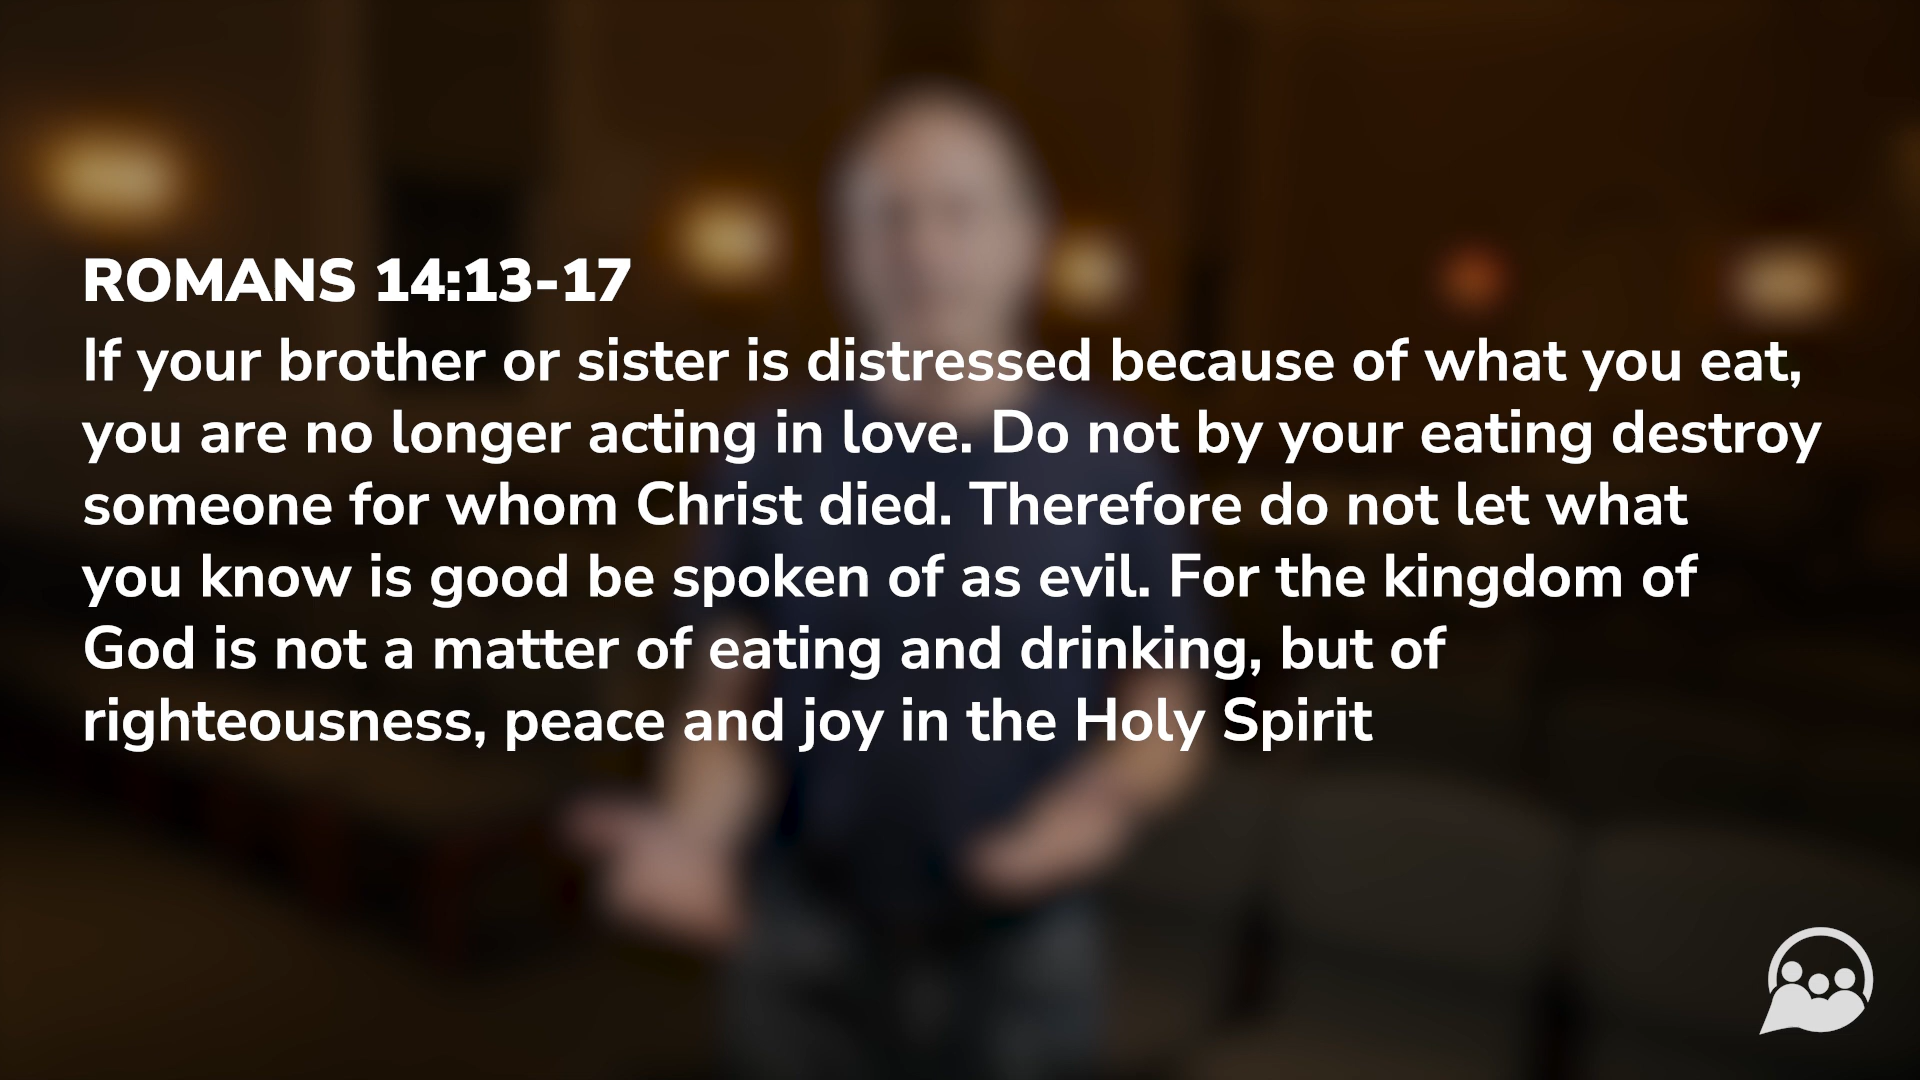 ROMANS 14:13-17
If your brother or sister is distressed because of what you eat,
you are no longer acting in love. Do not by your eating destroy
someone for whom Christ died. Therefore do not let what
you know is good be spoken of as evil. For the kingdom of
God is not a matter of eating and drinking, but of
righteousness, peace and joy in the Holy Spirit